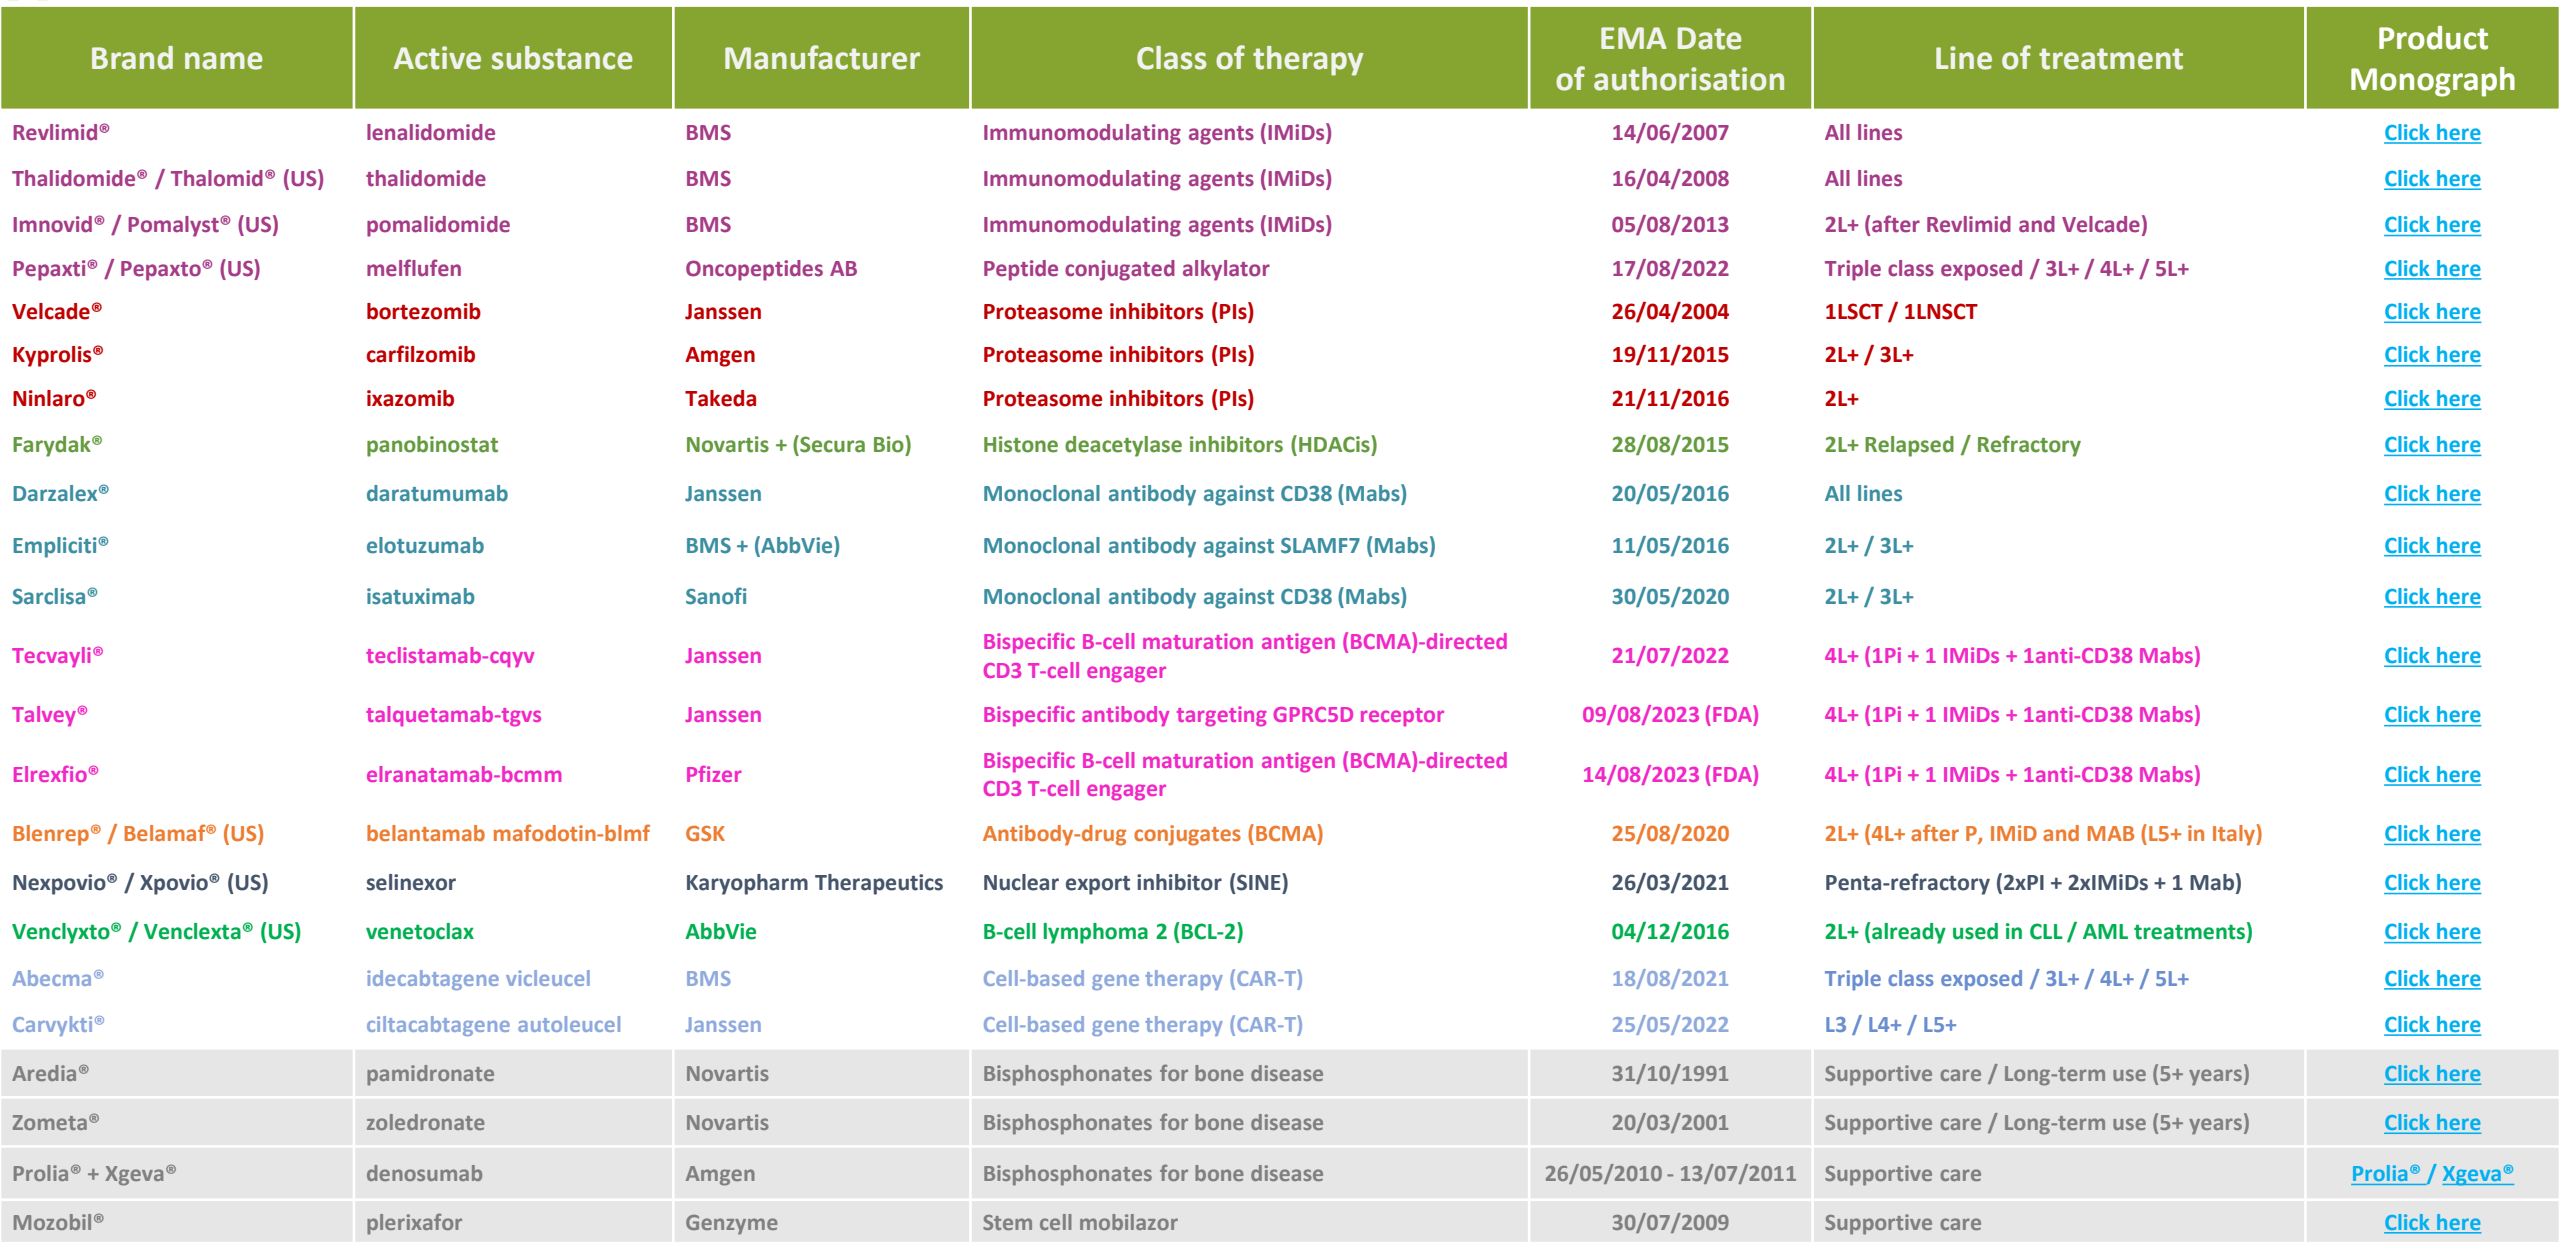 Brand name Active substance Manufacturer Class of therapy EMA Date of authorisation Line of treatment Product Monograph
Revlimid® lenalidomide BMS Immunomodulating agents (IMiDs) 14/06/2007 All lines Click here
Thalidomide® / Thalomid® (US) thalidomide BMS Immunomodulating agents (IMiDs) 16/04/2008 All lines Click here
Imnovid® / Pomalyst® (US) pomalidomide BMS Immunomodulating agents (IMiDs) 05/08/2013 2L+ (after Revlimid and Velcade) Click here
Pepaxti® / Pepaxto® (US) melflufen Oncopeptides AB Peptide conjugated alkylator 17/08/2022 Triple class exposed / 3L+ / 4L+ / 5L+ Click here
Velcade® bortezomib Janssen Proteasome inhibitors (PIs) 26/04/2004 1LSCT / 1LNSCT Click here
Kyprolis® carfilzomib Amgen Proteasome inhibitors (PIs) 19/11/2015 2L+ / 3L+ Click here
Ninlaro® ixazomib Takeda Proteasome inhibitors (PIs) 21/11/2016 2L+ Click here
Farydak® panobinostat Novartis + (Secura Bio) Histone deacetylase inhibitors (HDACis) 28/08/2015 2L+ Relapsed / Refractory Click here
Darzalex® daratumumab Janssen Monoclonal antibody against CD38 (Mabs) 20/05/2016 All lines Click here
Empliciti® elotuzumab BMS + (AbbVie) Monoclonal antibody against SLAMF7 (Mabs) 11/05/2016 2L+ / 3L+ Click here
Sarclisa® isatuximab Sanofi Monoclonal antibody against CD38 (Mabs) 30/05/2020 2L+ / 3L+ Click here
Tecvayli® teclistamab-cqyv Janssen Bispecific B-cell maturation antigen (BCMA)-directed CD3 T-cell engager 21/07/2022 4L+ (1Pi + 1 IMiDs + 1anti-CD38 Mabs) Click here
Talvey® talquetamab-tgvs Janssen Bispecific antibody targeting GPRC5D receptor 09/08/2023 (FDA) 4L+ (1Pi + 1 IMiDs + 1anti-CD38 Mabs) Click here
Elrexfio® elranatamab-bcmm Pfizer Bispecific B-cell maturation antigen (BCMA)-directed CD3 T-cell engager 14/08/2023 (FDA) 4L+ (1Pi + 1 IMiDs + 1anti-CD38 Mabs) Click here
Blenrep® / Belamaf® (US) belantamab mafodotin-blmf GSK Antibody-drug conjugates (BCMA) 25/08/2020 2L+ (4L+ after P, IMiD and MAB (L5+ in Italy) Click here
Nexpovio® / Xpovio® (US) selinexor Karyopharm Therapeutics Nuclear export inhibitor (SINE) 26/03/2021 Penta-refractory (2xPI + 2xIMiDs + 1 Mab) Click here
Venclyxto® / Venclexta® (US) venetoclax AbbVie B-cell lymphoma 2 (BCL-2) 04/12/2016 2L+ (already used in CLL / AML treatments) Click here
Abecma® idecabtagene vicleucel BMS Cell-based gene therapy (CAR-T) 18/08/2021 Triple class exposed / 3L+ / 4L+ / 5L+ Click here
Carvykti® ciltacabtagene autoleucel Janssen Cell-based gene therapy (CAR-T) 25/05/2022 L3 / L4+ / L5+ Click here
Aredia® pamidronate Novartis Bisphosphonates for bone disease 31/10/1991 Supportive care / Long-term use (5+ years) Click here
Zometa® zoledronate Novartis Bisphosphonates for bone disease 20/03/2001 Supportive care / Long-term use (5+ years) Click here
Prolia® + Xgeva® denosumab Amgen Bisphosphonates for bone disease 26/05/2010 - 13/07/2011 Supportive care Prolia® / Xgeva®
Mozobil® plerixafor Genzyme Stem cell mobilazor 30/07/2009 Supportive care Click here